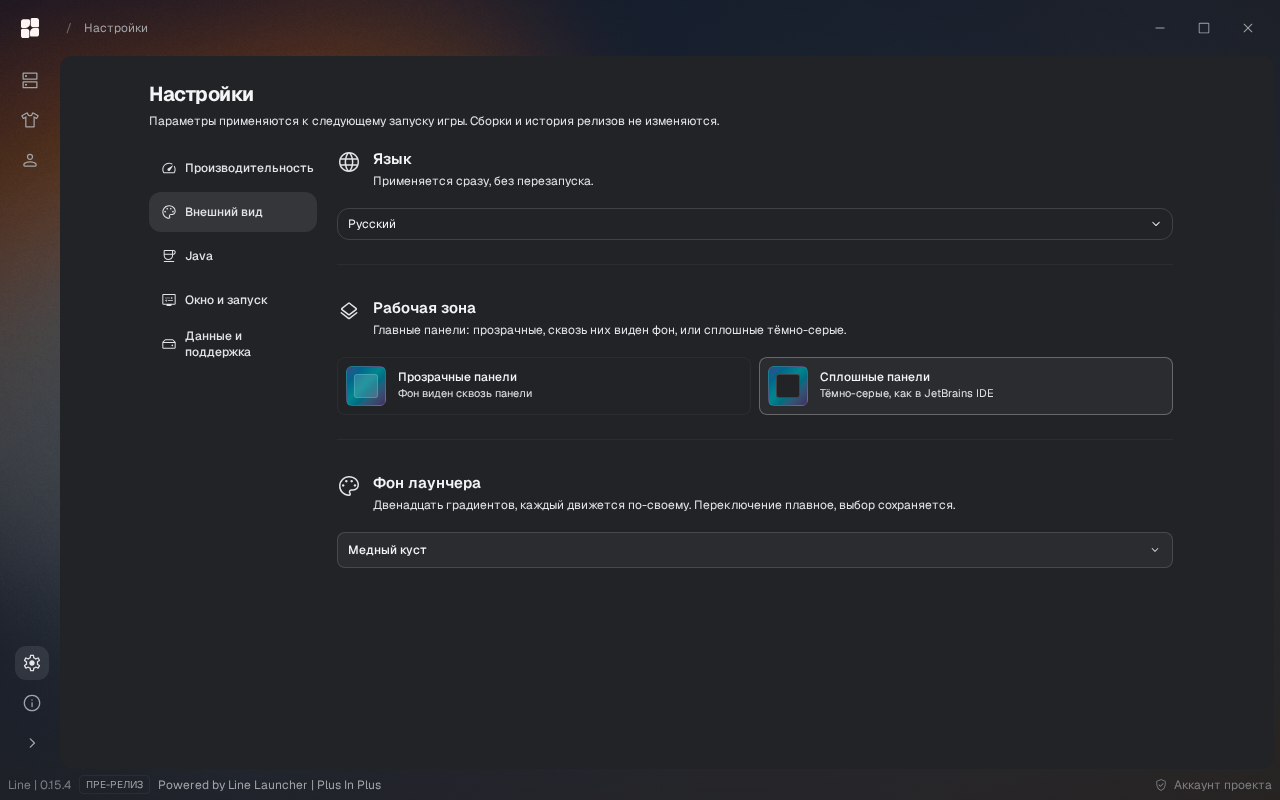 / Настройки
Настройки
Параметры применяются к следующему запуску игры. Сборки и история релизов не изменяются.
Производительность
Внешний вид
Java
Окно и запуск
Данные и
поддержка
Язык
Применяется сразу, без перезапуска.
Русский
Рабочая зона
Главные панели: прозрачные, сквозь них виден фон, или сплошные тёмно-серые.
Прозрачные панели
Фон виден сквозь панели
Сплошные панели
Тёмно-серые, как в JetBrains IDE
Фон лаунчера
Двенадцать градиентов, каждый движется по-своему. Переключение плавное, выбор сохраняется.
Медный куст
Line | 0.15.4 ПРЕ-РЕЛИЗ Powered by Line Launcher | Plus In Plus
Аккаунт проекта